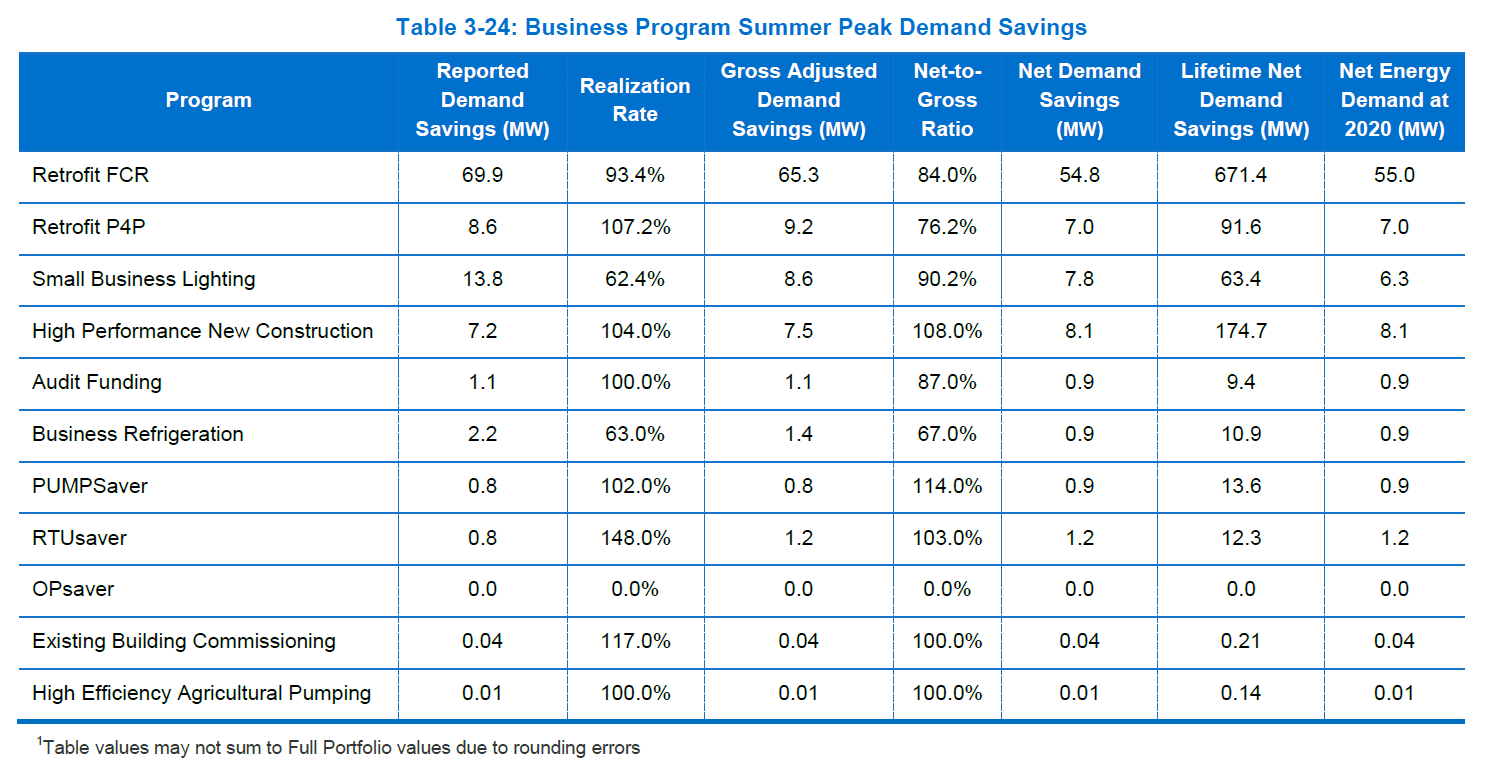 Table 3-24: Business Program Summer Peak Demand Savings
Program
Reported
Demand
Savings (MW)
Realization
Rate
Gross Adjusted
Demand
Savings (MW)
Net-to-
Gross
Ratio
Net Demand
Savings
(MW)
Lifetime Net
Demand
Savings (MW)
Net Energy
Demand at
2020 (MW)
Retrofit FCR 69.9 93.4% 65.3 84.0% 54.8 671.4 55.0
Retrofit P4P 8.6 107.2% 9.2 76.2% 7.0 91.6 7.0
Small Business Lighting 13.8 62.4% 8.6 90.2% 7.8 63.4 6.3
High Performance New Construction 7.2 104.0% 7.5 108.0% 8.1 174.7 8.1
Audit Funding 1.1 100.0% 1.1 87.0% 0.9 9.4 0.9
Business Refrigeration 2.2 63.0% 1.4 67.0% 0.9 10.9 0.9
PUMPSaver 0.8 102.0% 0.8 114.0% 0.9 13.6 0.9
RTUsaver 0.8 148.0% 1.2 103.0% 1.2 12.3 1.2
OPsaver 0.0 0.0% 0.0 0.0% 0.0 0.0 0.0
Existing Building Commissioning 0.04 117.0% 0.04 100.0% 0.04 0.21 0.04
High Efficiency Agricultural Pumping 0.01 100.0% 0.01 100.0% 0.01 0.14 0.01
¹Table values may not sum to Full Portfolio values due to rounding errors